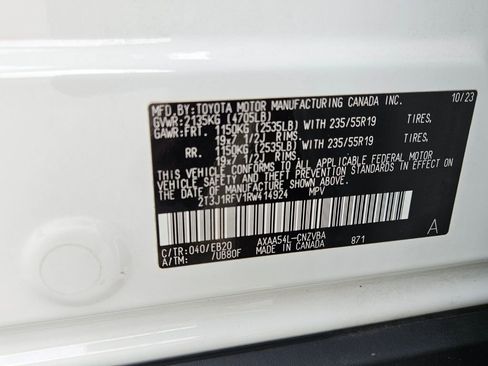 MFD.BY:TOYOTA MOTOR MANUFACTURING CANADA INC. 10/23
GVWR:2135KG (4705LB)
GAWR:FRT. 1150KG (2535LB) WITH 235/55R19 TIRES,
19x7 1/2J RIMS.
RR. 1150KG (2535LB) WITH 235/55R19 TIRES,
19x7 1/2J RIMS.
THIS VEHICLE CONFORMS TO ALL APPLICABLE FEDERAL MOTOR
VEHICLE SAFETY AND THEFT PREVENTION STANDARDS IN EFFECT
ON THE DATE OF MANUFACTURE SHOWN ABOVE.
2T3J1RFV1RW414924 MPV
C/TR:040/EB20 AXAA54L-CNZVBA 871 A
A/TM: 7UB80F MADE IN CANADA